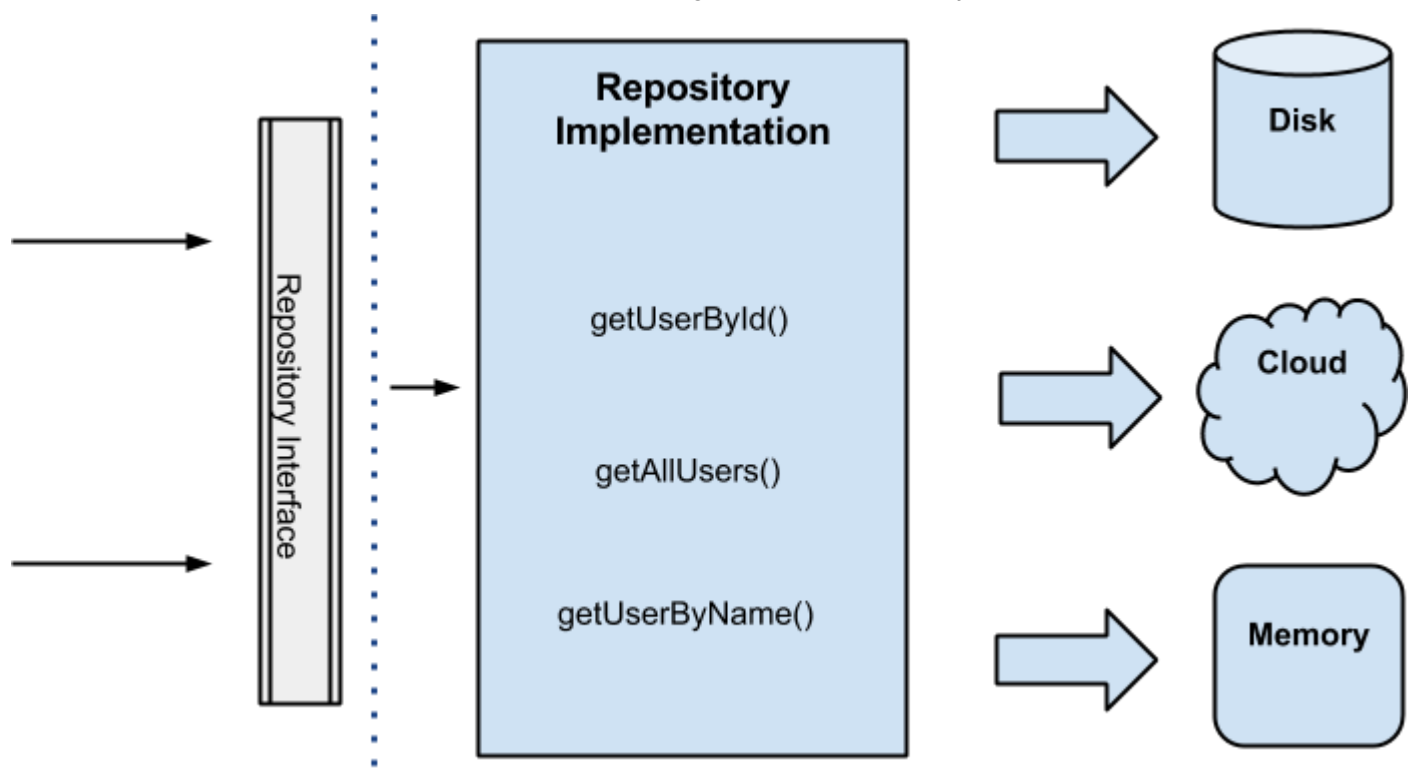 Repository Interface
Repository
Implementation
getUserById()
getAllUsers()
getUserByName()
Disk
Cloud
Memory